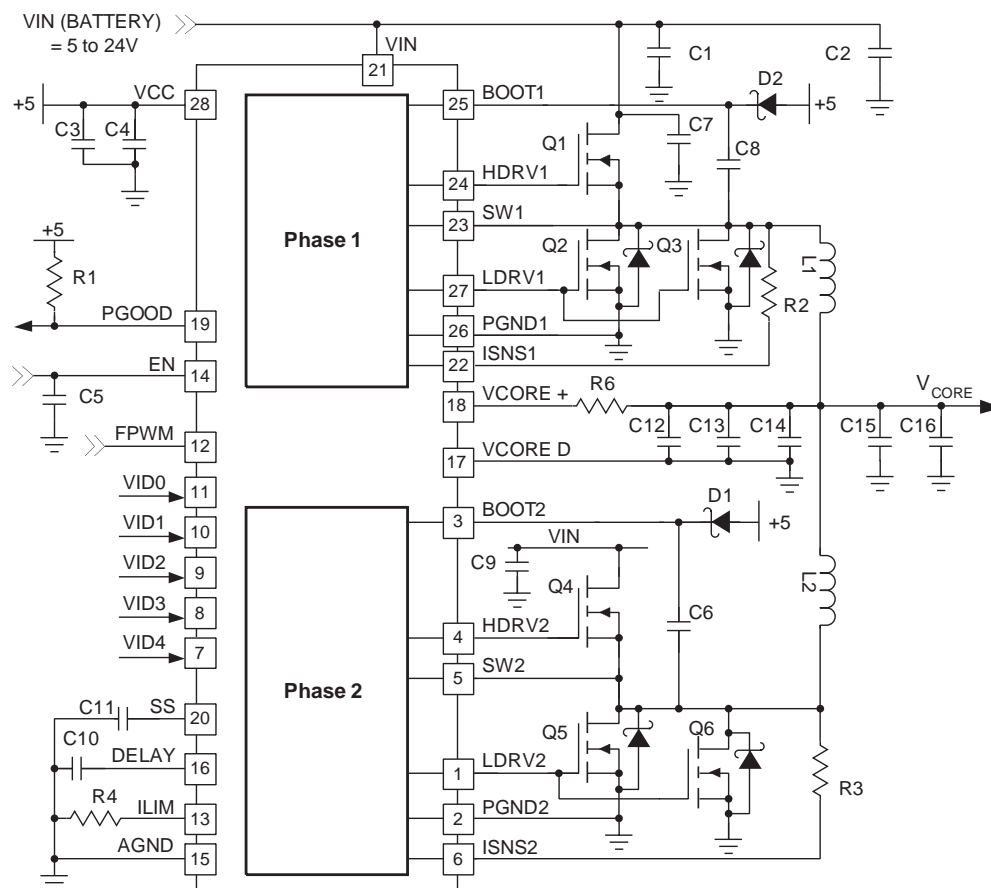 VIN (BATTERY)
= 5 to 24V
VIN
21
C1
C2
+5
VCC
28
C3
C4
25
BOOT1
D2
+5
C7
C8
Q1
24
HDRV1
23
SW1
Phase 1
Q2
Q3
27
LDRV1
L1
R2
26
PGND1
22
ISNS1
+5
R1
PGOOD
19
EN
14
C5
18
VCORE +
R6
VCORE
FPWM
12
C12
C13
C14
C15
C16
17
VCORE D
VID0
11
VID1
10
VID2
9
VID3
8
VID4
7
3
BOOT2
D1
+5
VIN
C9
Q4
C6
L2
4
HDRV2
5
SW2
Phase 2
C11
SS
20
C10
DELAY
16
R4
ILIM
13
AGND
15
Q5
Q6
1
LDRV2
R3
2
PGND2
6
ISNS2